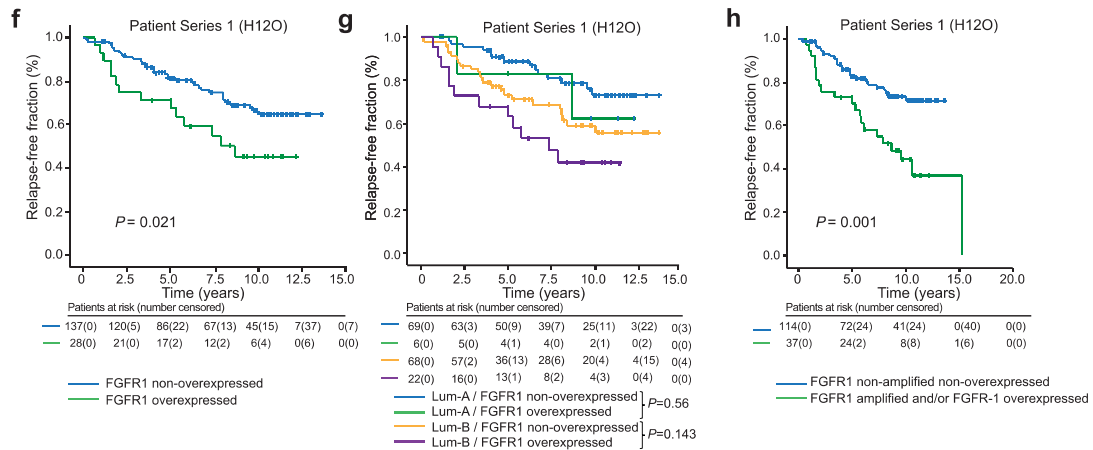 f
Patient Series 1 (H12O)
Relapse-free fraction (%)
1.0
0.8
0.6
0.4
0.2
0.0
P = 0.021
0 2.5 5.0 7.5 10.0 12.5 15.0
Time (years)
Patients at risk (number censored)
137(0) 120(5) 86(22) 67(13) 45(15) 7(37) 0(7)
28(0) 21(0) 17(2) 12(2) 6(4) 0(6) 0(0)
FGFR1 non-overexpressed
FGFR1 overexpressed
g
Patient Series 1 (H12O)
Relapse-free fraction (%)
1.0
0.8
0.6
0.4
0.2
0.0
0 2.5 5.0 7.5 10.0 12.5 15.0
Time (years)
Patients at risk (number censored)
69(0) 63(3) 50(9) 39(7) 25(11) 3(22) 0(3)
6(0) 5(0) 4(1) 4(0) 2(1) 0(2) 0(0)
68(0) 57(2) 36(13) 28(6) 20(4) 4(15) 0(4)
22(0) 16(0) 13(1) 8(2) 4(3) 0(4) 0(0)
Lum-A / FGFR1 non-overexpressed
Lum-A / FGFR1 overexpressed
P=0.56
Lum-B / FGFR1 non-overexpressed
Lum-B / FGFR1 overexpressed
P=0.143
h
Patient Series 1 (H12O)
Relapse-free fraction (%)
1.0
0.8
0.6
0.4
0.2
0.0
P = 0.001
0 5.0 10.0 15.0 20.0
Time (years)
Patients at risk (number censored)
114(0) 72(24) 41(24) 0(40) 0(0)
37(0) 24(2) 8(8) 1(6) 0(0)
FGFR1 non-amplified non-overexpressed
FGFR1 amplified and/or FGFR-1 overexpressed